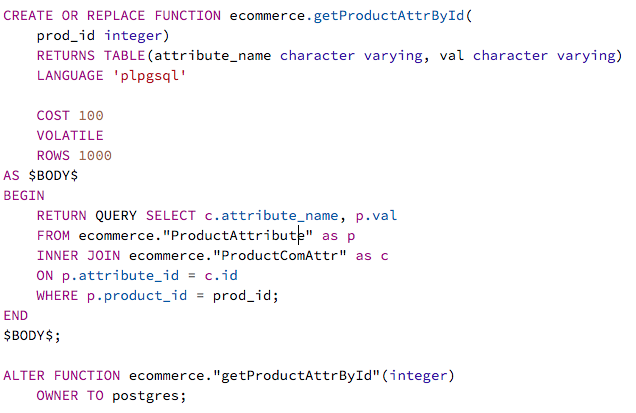 CREATE OR REPLACE FUNCTION ecommerce.getProductAttrById(
    prod_id integer)
    RETURNS TABLE(attribute_name character varying, val character varying)
    LANGUAGE 'plpgsql'

    COST 100
    VOLATILE
    ROWS 1000
AS $BODY$
BEGIN
    RETURN QUERY SELECT c.attribute_name, p.val
    FROM ecommerce."ProductAttribute" as p
    INNER JOIN ecommerce."ProductComAttr" as c
    ON p.attribute_id = c.id
    WHERE p.product_id = prod_id;
END
$BODY$;

ALTER FUNCTION ecommerce."getProductAttrById"(integer)
    OWNER TO postgres;